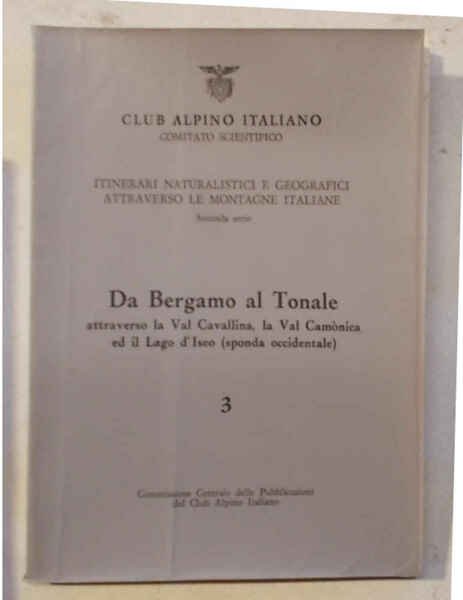 CLUB ALPINO ITALIANO
COMITATO SCIENTIFICO
ITINERARI NATURALISTICI E GEOGRAFICI
ATTRAVERSO LE MONTAGNE ITALIANE
Seconda serie
Da Bergamo al Tonale
attraverso la Val Cavallina, la Val Camònica
ed il Lago d'Iseo (sponda occidentale)
3
Commissione Centrale delle Pubblicazioni
del Club Alpino Italiano